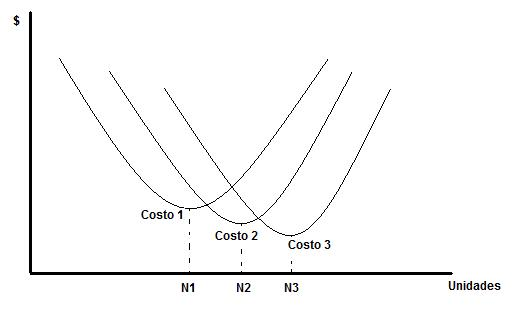 $
Costo 1
Costo 2
Costo 3
N1 N2 N3
Unidades